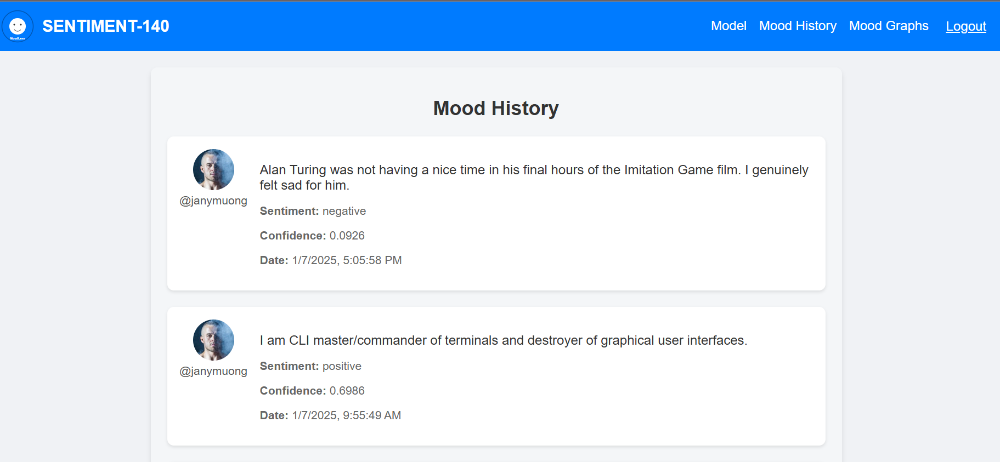 MoodLens
SENTIMENT-140
Model
Mood History
Mood Graphs
Logout
Mood History
@janymuong
Alan Turing was not having a nice time in his final hours of the Imitation Game film. I genuinely
felt sad for him.
Sentiment: negative
Confidence: 0.0926
Date: 1/7/2025, 5:05:58 PM
@janymuong
I am CLI master/commander of terminals and destroyer of graphical user interfaces.
Sentiment: positive
Confidence: 0.6986
Date: 1/7/2025, 9:55:49 AM